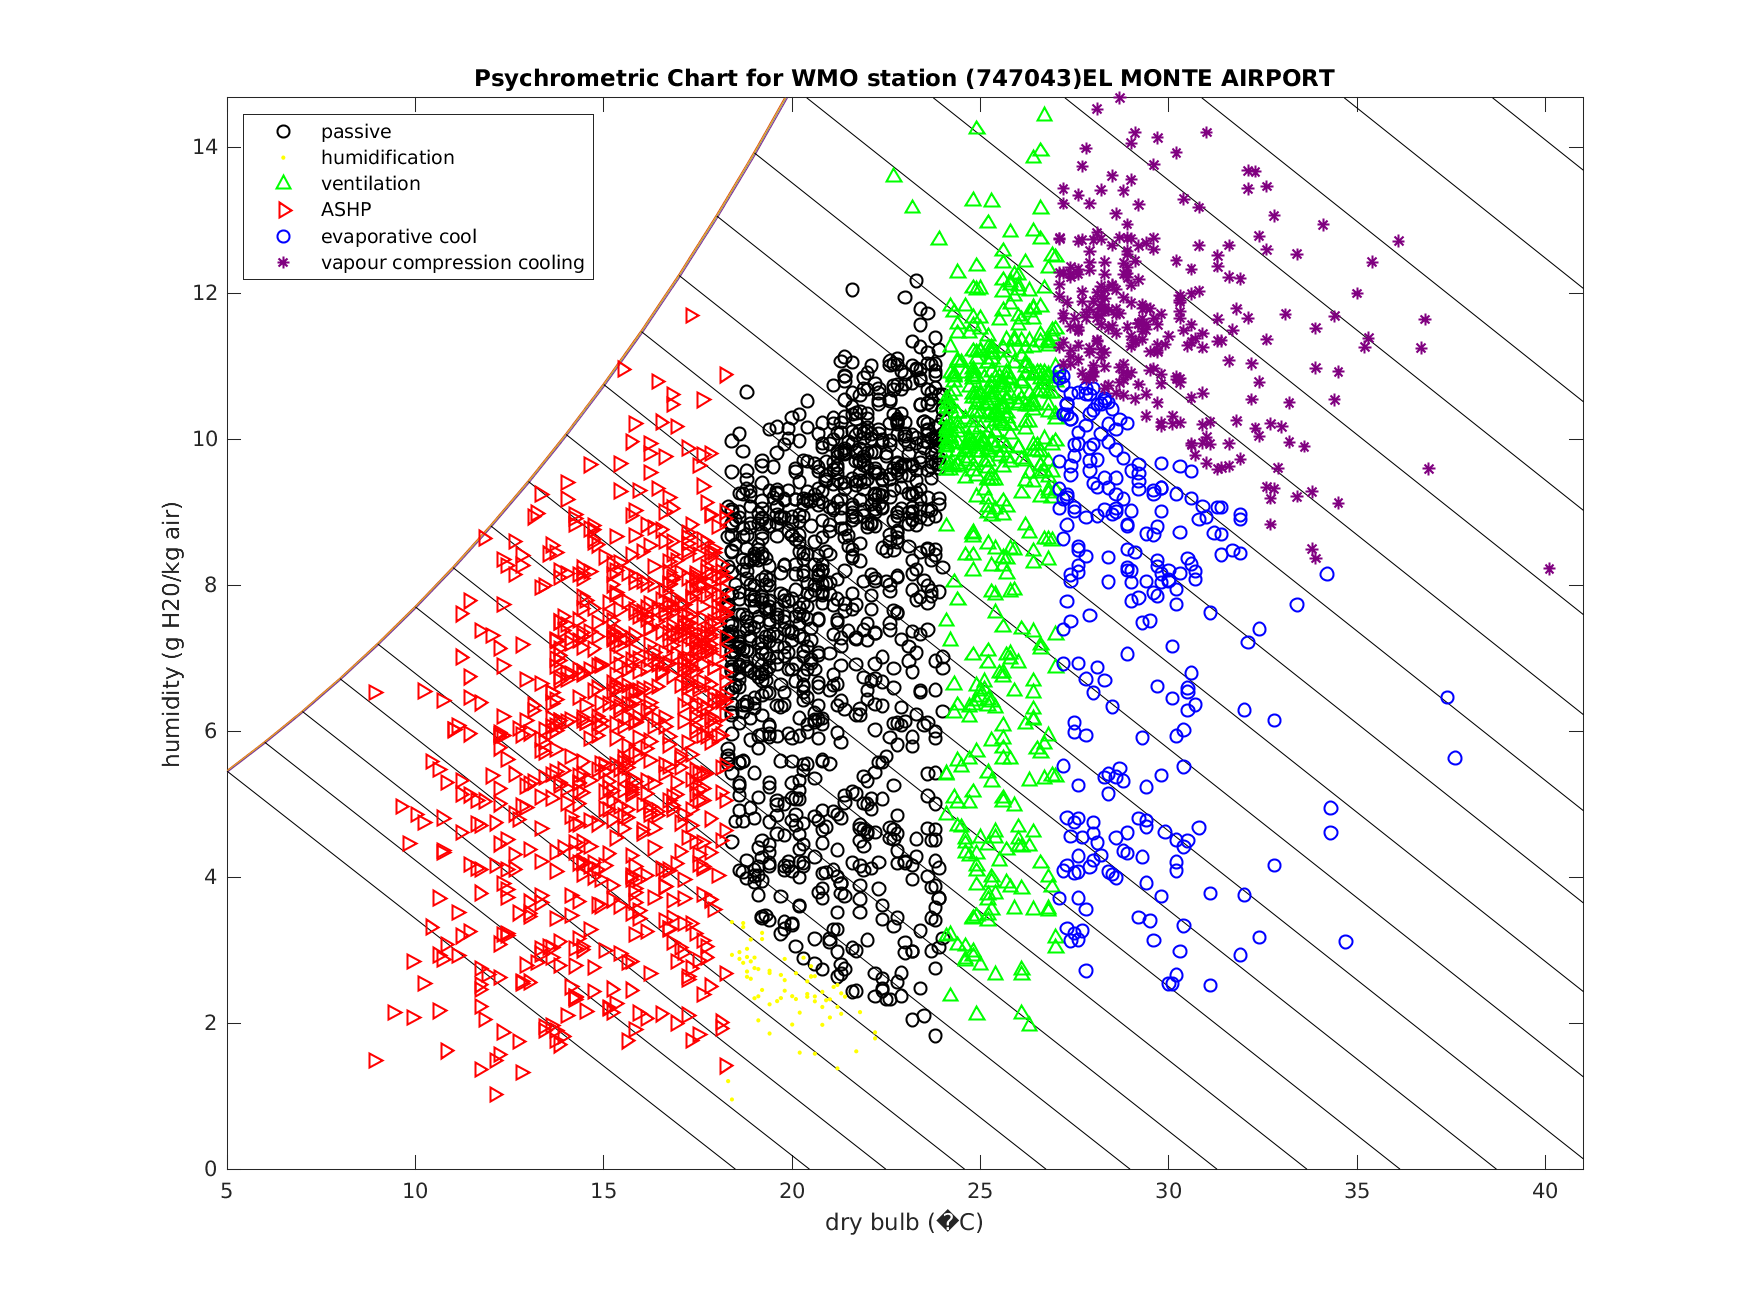 Psychrometric Chart for WMO station (747043)EL MONTE AIRPORT
passive
humidification
ventilation
ASHP
evaporative cool
vapour compression cooling
humidity (g H20/kg air)
14
12
10
8
6
4
2
0
5 10 15 20 25 30 35 40
dry bulb (�C)